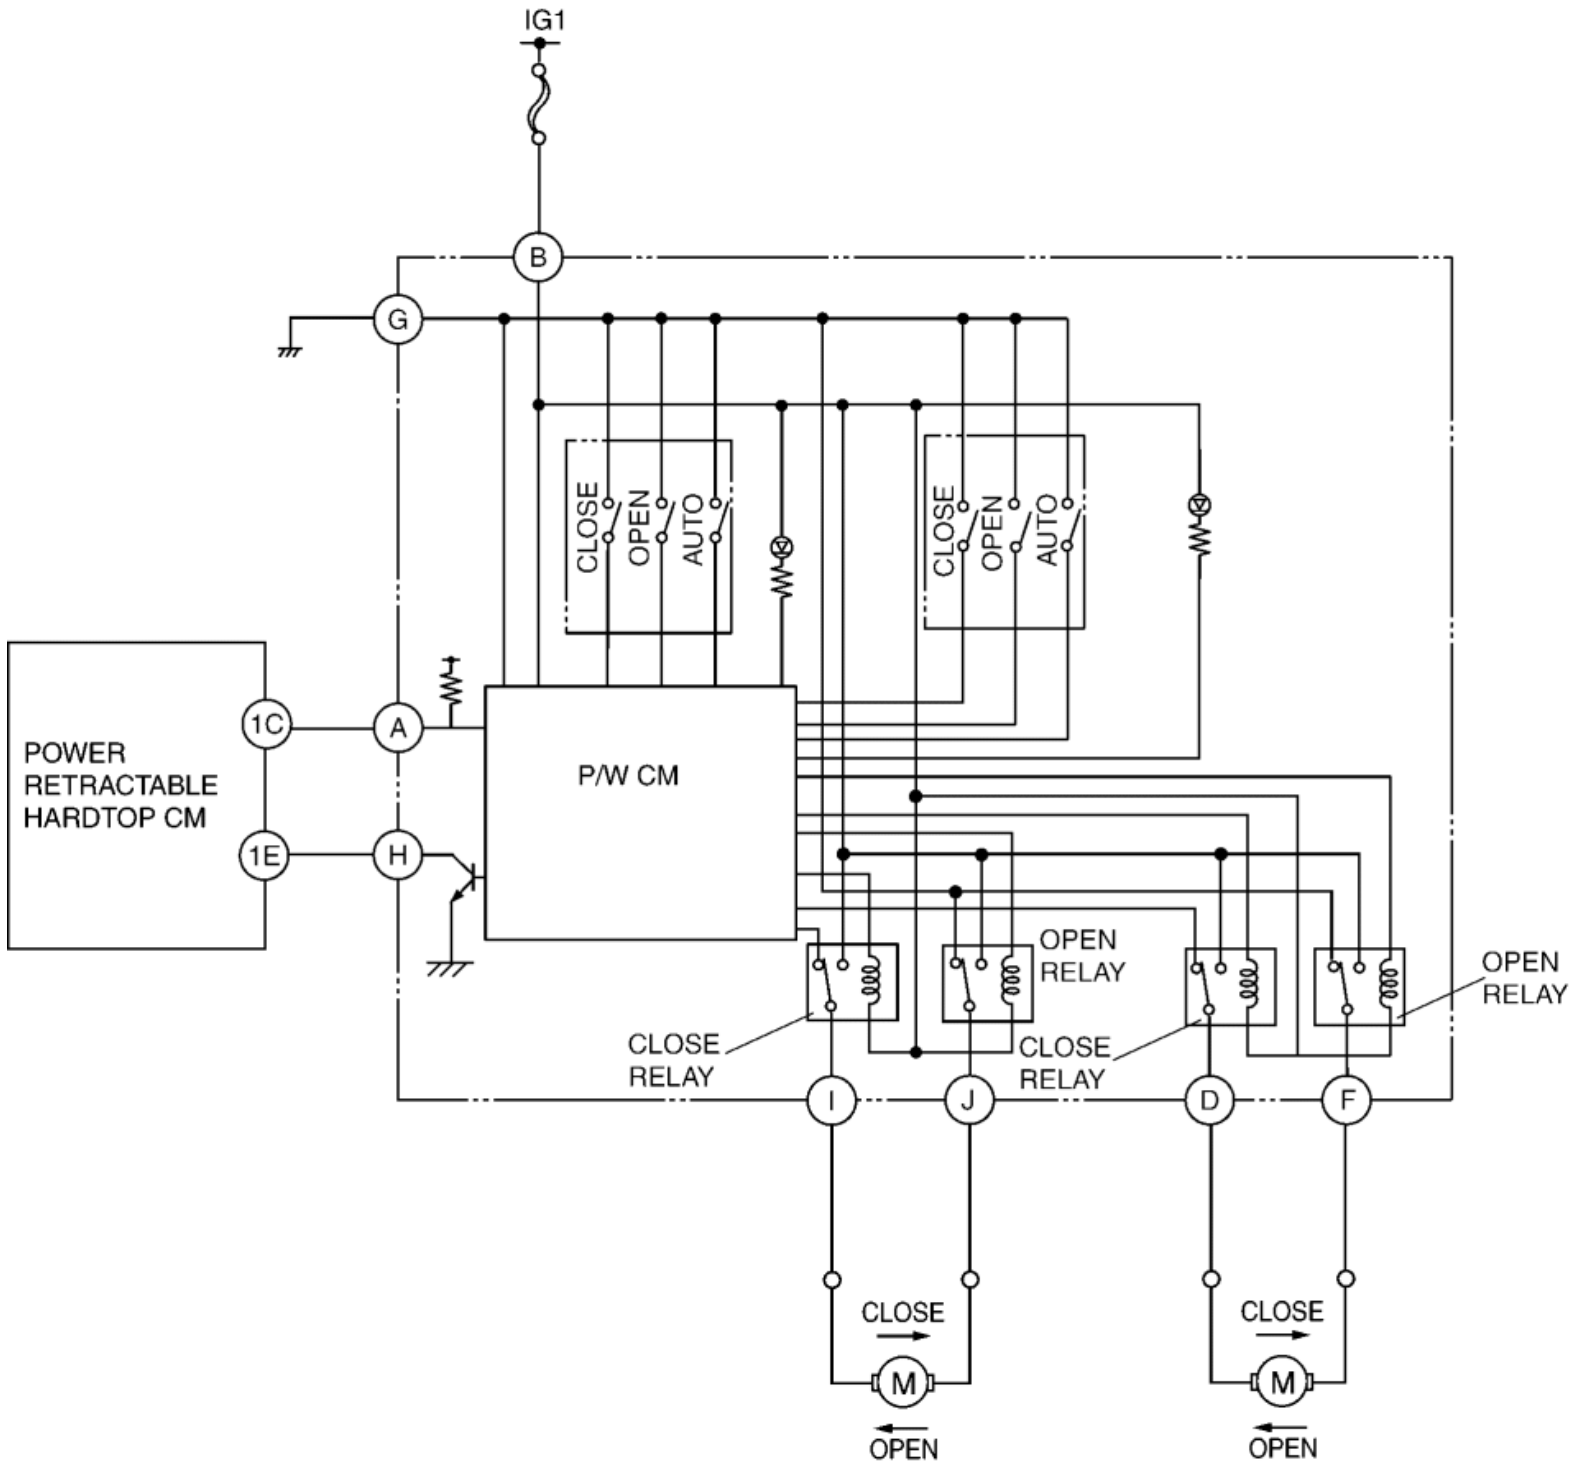 IG1
B
G
CLOSE
OPEN
AUTO
CLOSE
OPEN
AUTO
POWER
RETRACTABLE
HARDTOP CM
1C
A
P/W CM
1E
H
OPEN
RELAY
OPEN
RELAY
CLOSE
RELAY
CLOSE
RELAY
I
J
D
F
CLOSE
M
OPEN
CLOSE
M
OPEN